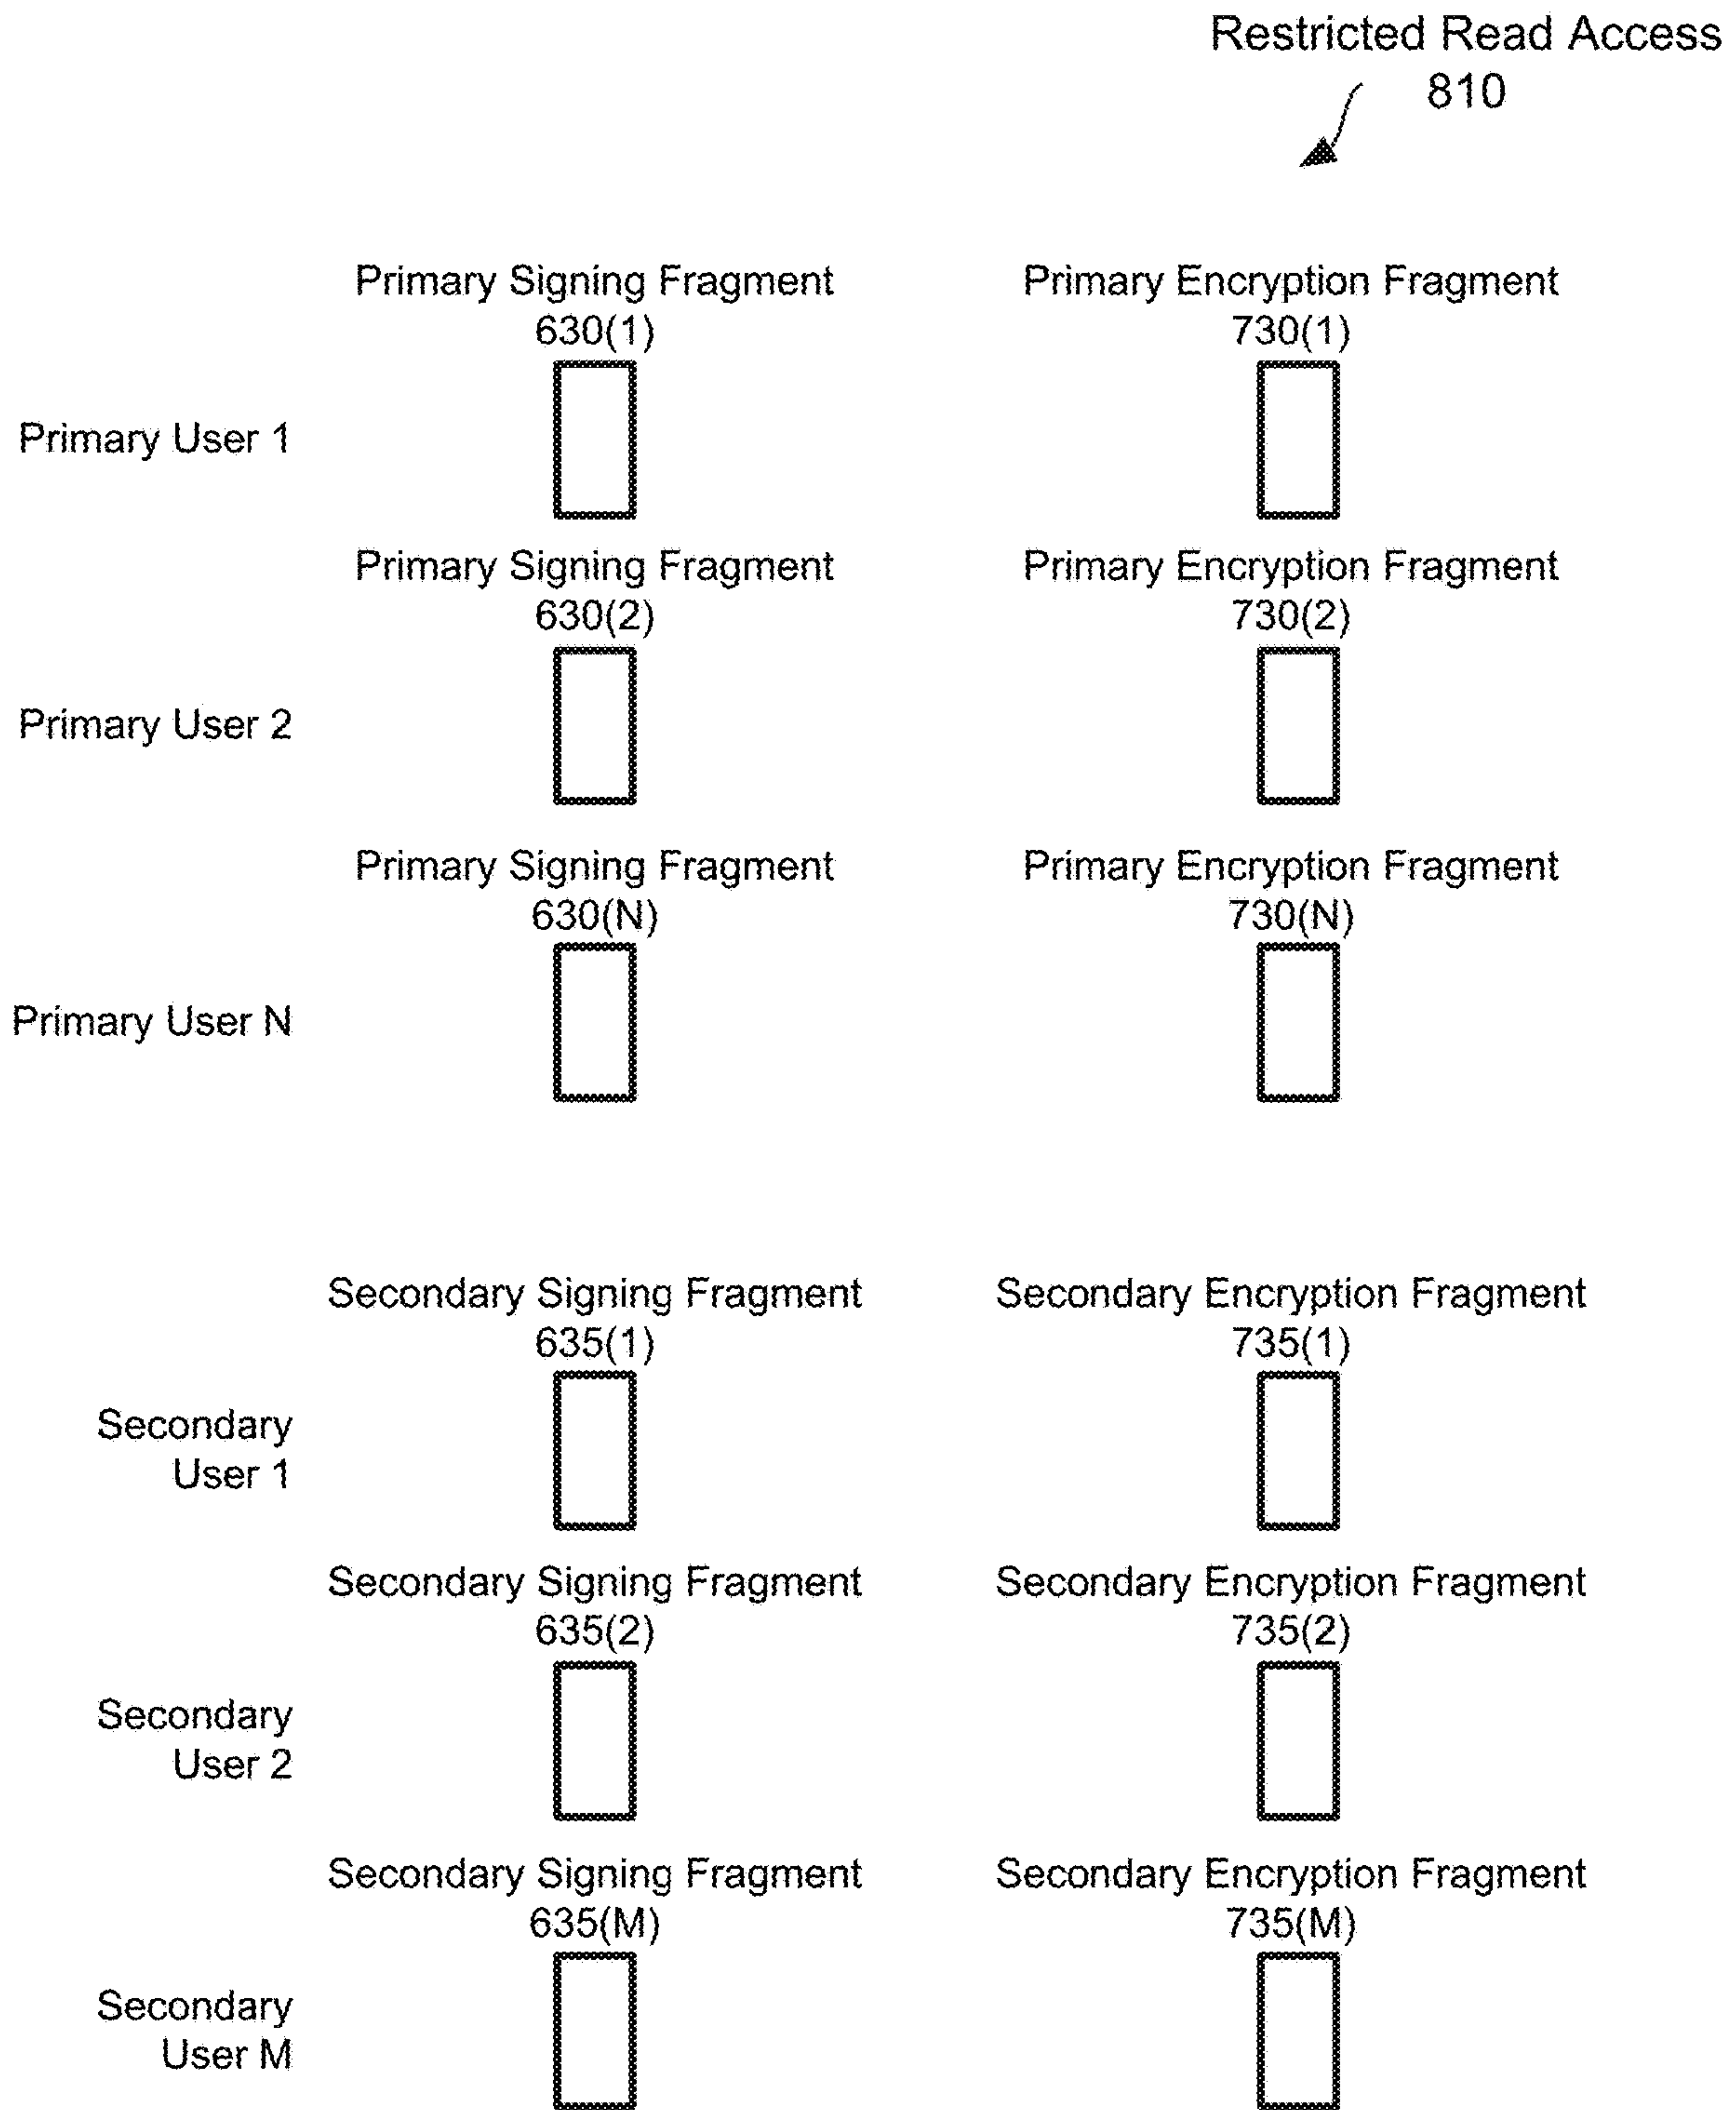 Restricted Read Access
810
Primary Signing Fragment
630(1)
Primary Encryption Fragment
730(1)
Primary User 1
Primary Signing Fragment
630(2)
Primary Encryption Fragment
730(2)
Primary User 2
Primary Signing Fragment
630(N)
Primary Encryption Fragment
730(N)
Primary User N
Secondary Signing Fragment
635(1)
Secondary Encryption Fragment
735(1)
Secondary
User 1
Secondary Signing Fragment
635(2)
Secondary Encryption Fragment
735(2)
Secondary
User 2
Secondary Signing Fragment
635(M)
Secondary Encryption Fragment
735(M)
Secondary
User M